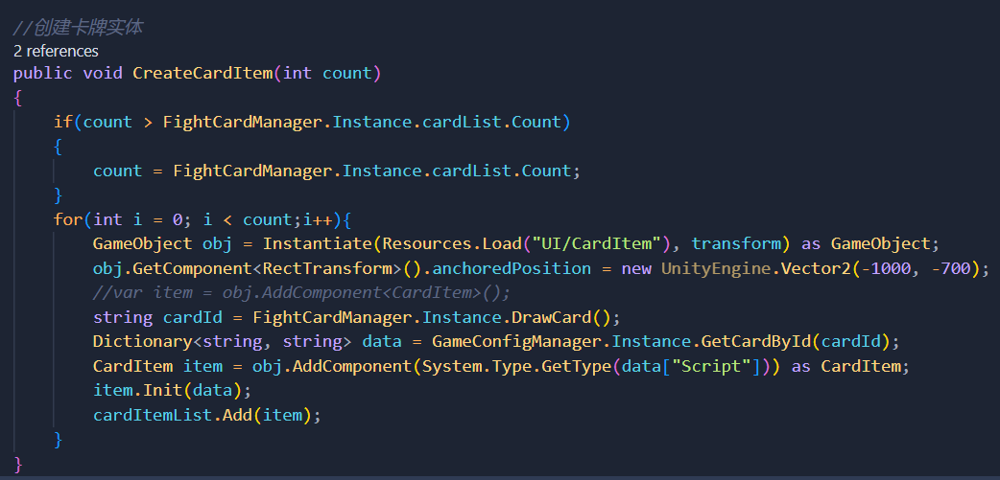 //创建卡牌实体
2 references
public void CreateCardItem(int count)
{
if(count > FightCardManager.Instance.cardList.Count)
{
count = FightCardManager.Instance.cardList.Count;
}
for(int i = 0; i < count;i++){
GameObject obj = Instantiate(Resources.Load("UI/CardItem"), transform) as GameObject;
obj.GetComponent<RectTransform>().anchoredPosition = new UnityEngine.Vector2(-1000, -700);
//var item = obj.AddComponent<CardItem>();
string cardId = FightCardManager.Instance.DrawCard();
Dictionary<string, string> data = GameConfigManager.Instance.GetCardById(cardId);
CardItem item = obj.AddComponent(System.Type.GetType(data["Script"])) as CardItem;
item.Init(data);
cardItemList.Add(item);
}
}